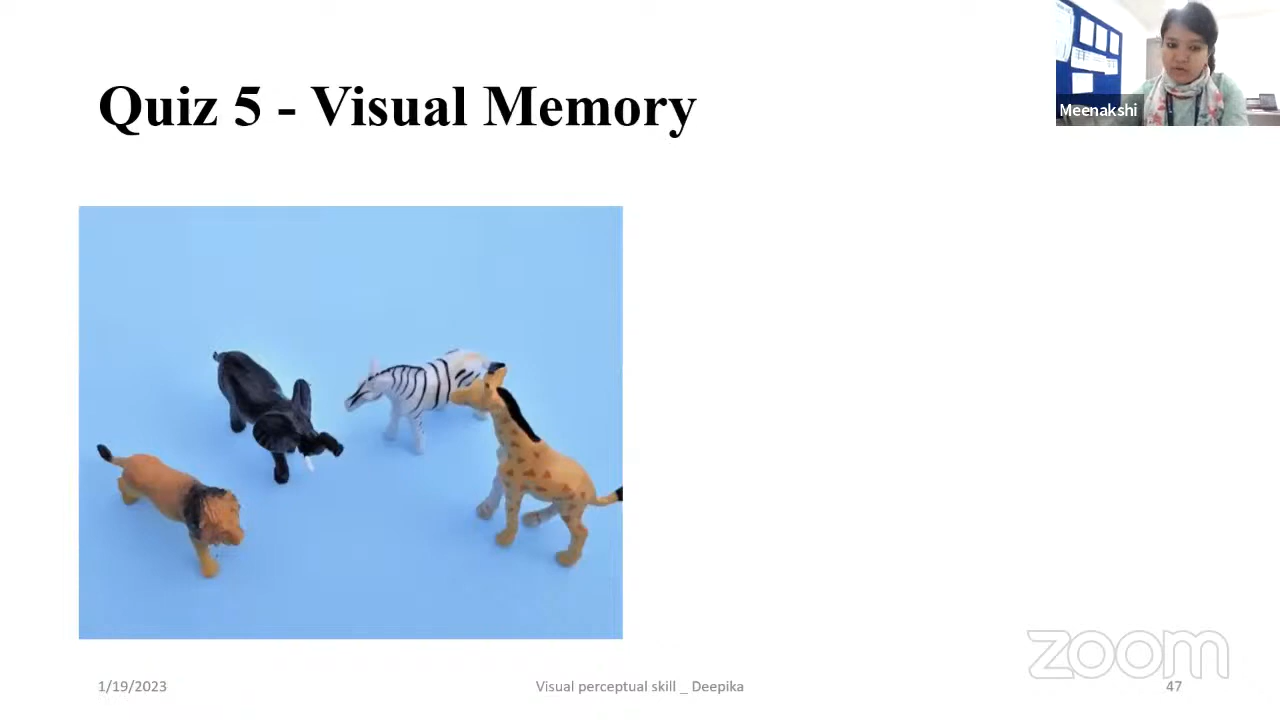 Quiz 5 - Visual Memory
Meenakshi
zoom
1/19/2023
Visual perceptual skill _ Deepika
47